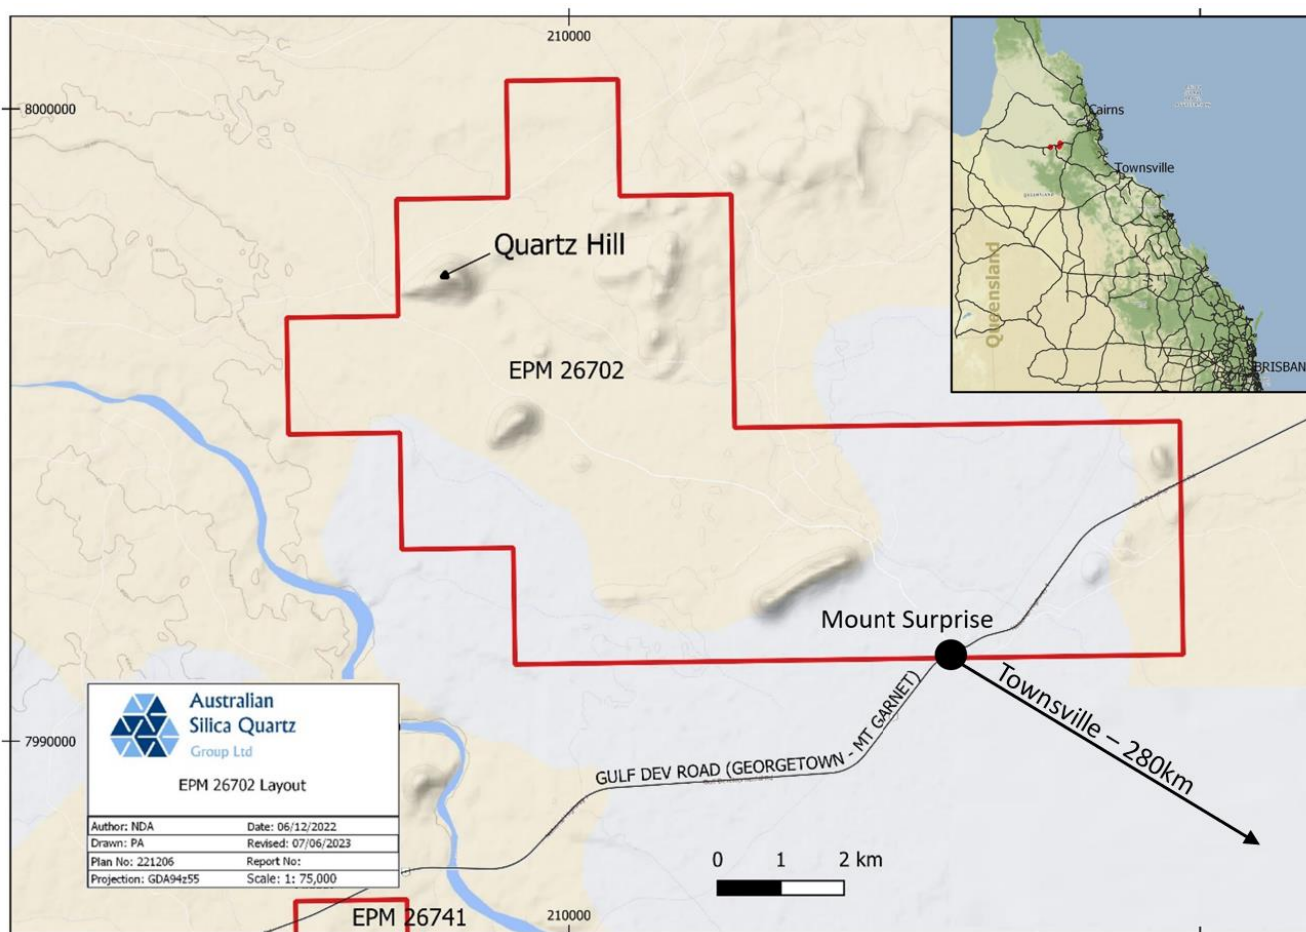 210000
8000000
Cairns
Townsville
Queensland
BRISBAN
Quartz Hill
EPM 26702
Mount Surprise
Townsville – 280km
GULF DEV ROAD (GEORGETOWN - MT GARNET)
7990000
Australian
Silica Quartz
Group Ltd
EPM 26702 Layout
Author: NDA Date: 06/12/2022
Drawn: PA Revised: 07/06/2023
Plan No: 221206 Report No:
Projection: GDA94z55 Scale: 1: 75,000
0 1 2 km
EPM 26741
210000